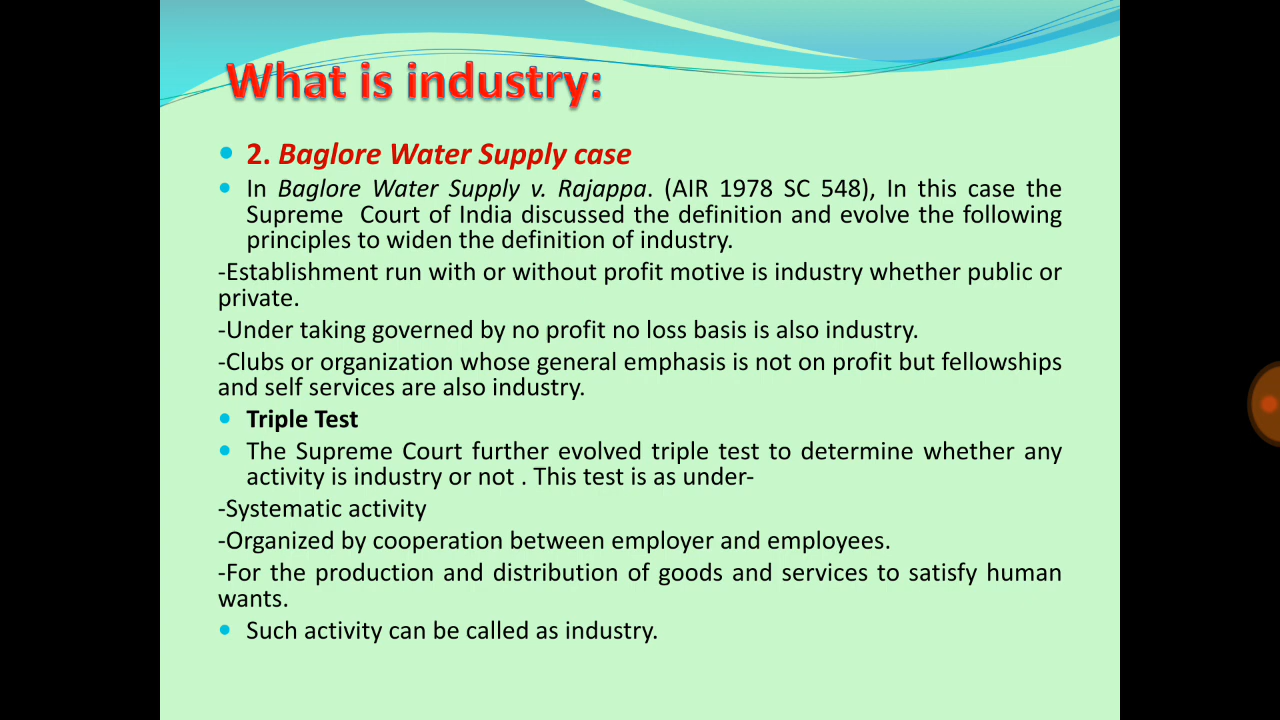 What is industry:
2. Baglore Water Supply case
In Baglore Water Supply v. Rajappa. (AIR 1978 SC 548), In this case the
Supreme Court of India discussed the definition and evolve the following
principles to widen the definition of industry.
-Establishment run with or without profit motive is industry whether public or
private.
-Under taking governed by no profit no loss basis is also industry.
-Clubs or organization whose general emphasis is not on profit but fellowships
and self services are also industry.
Triple Test
The Supreme Court further evolved triple test to determine whether any
activity is industry or not . This test is as under-
-Systematic activity
-Organized by cooperation between employer and employees.
-For the production and distribution of goods and services to satisfy human
wants.
Such activity can be called as industry.